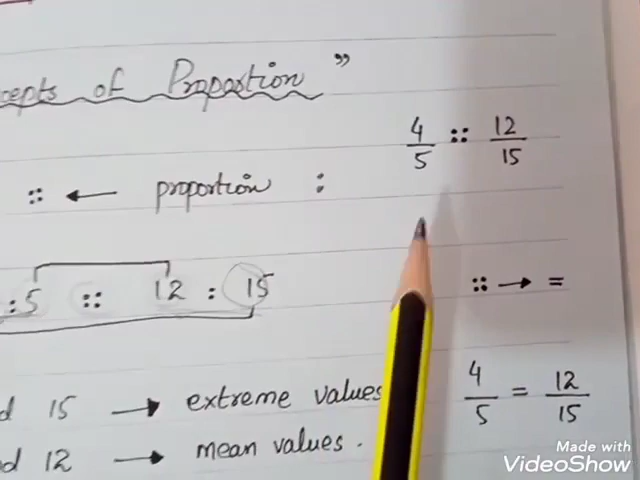 cepts of Proportion"
4/5 :: 12/15
:: ← proportion :
:5 :: 12 : 15
:: → =
d 15 → extreme values
4/5 = 12/15
d 12 → mean values.
Made with
VideoShow